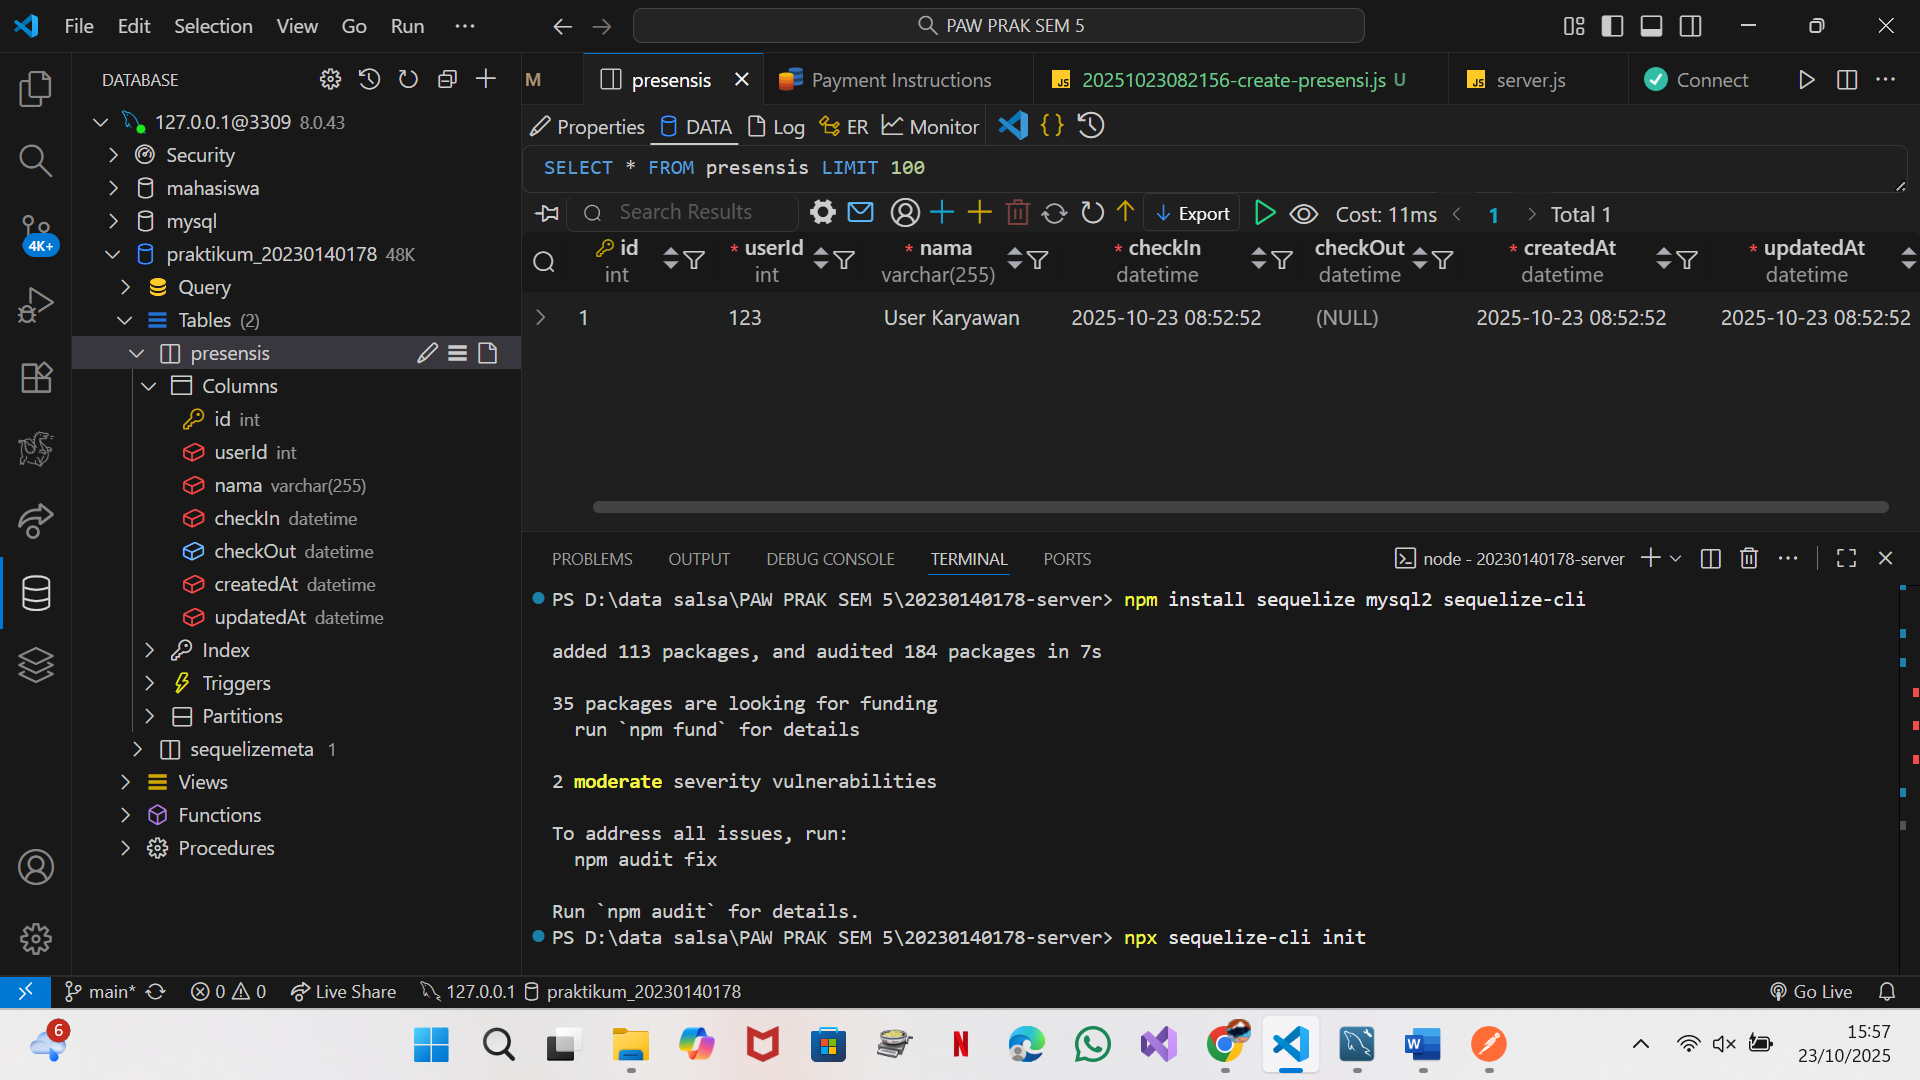 File Edit Selection View Go Run ...
PAW PRAK SEM 5
DATABASE
127.0.0.1@3309 8.0.43
Security
mahasiswa
mysql
praktikum_20230140178 48K
Query
Tables (2)
presensis
Columns
id int
userId int
nama varchar(255)
checkIn datetime
checkOut datetime
createdAt datetime
updatedAt datetime
Index
Triggers
Partitions
sequelizemeta 1
Views
Functions
Procedures
4K+
M presensis Payment Instructions JS 20251023082156-create-presensi.js U JS server.js Connect
Properties DATA Log ER Monitor
SELECT * FROM presensis LIMIT 100
Search Results Export Cost: 11ms 1 Total 1
id * userId * nama * checkIn checkOut * createdAt * updatedAt
int int varchar(255) datetime datetime datetime datetime
1 123 User Karyawan 2025-10-23 08:52:52 (NULL) 2025-10-23 08:52:52 2025-10-23 08:52:52
PROBLEMS OUTPUT DEBUG CONSOLE TERMINAL PORTS node - 20230140178-server
PS D:\data salsa\PAW PRAK SEM 5\20230140178-server> npm install sequelize mysql2 sequelize-cli
added 113 packages, and audited 184 packages in 7s
35 packages are looking for funding
run `npm fund` for details
2 moderate severity vulnerabilities
To address all issues, run:
npm audit fix
Run `npm audit` for details.
PS D:\data salsa\PAW PRAK SEM 5\20230140178-server> npx sequelize-cli init
main* 0 0 Live Share 127.0.0.1 praktikum_20230140178 Go Live
6
N
W
15:57
23/10/2025